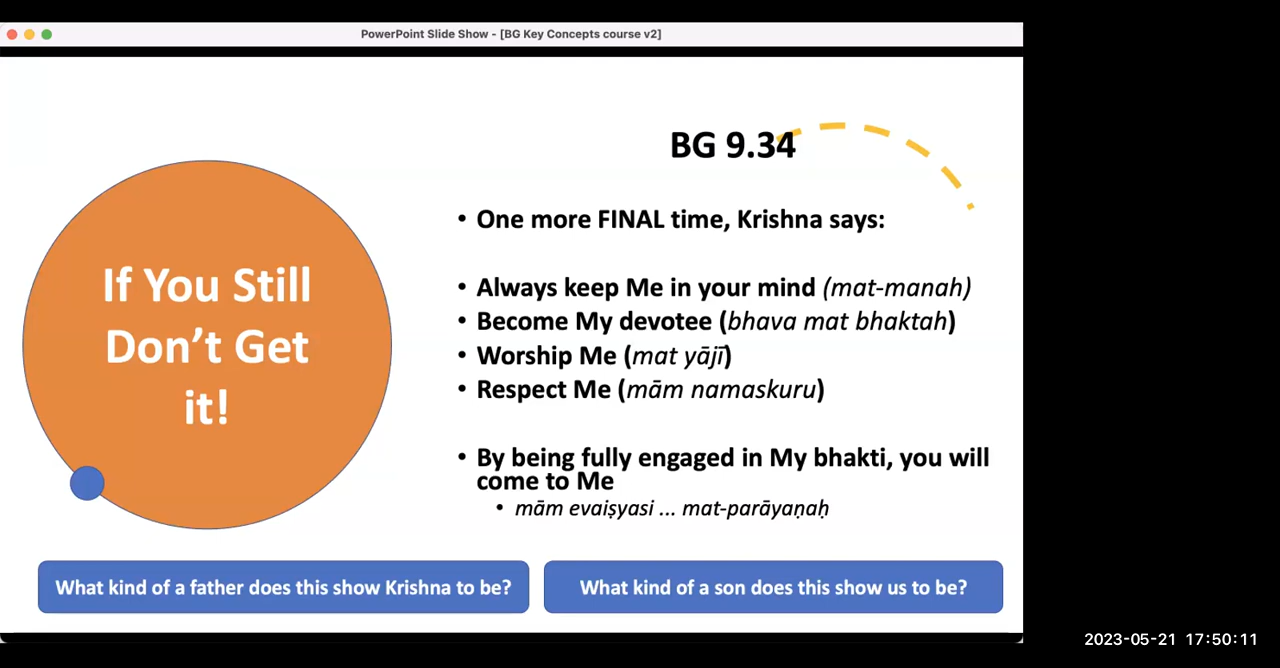 PowerPoint Slide Show - [BG Key Concepts course v2]
BG 9.34
If You Still
Don’t Get
it!
• One more FINAL time, Krishna says:
• Always keep Me in your mind (mat-manah)
• Become My devotee (bhava mat bhaktah)
• Worship Me (mat yājī)
• Respect Me (mām namaskuru)
• By being fully engaged in My bhakti, you will
come to Me
• mām evaiṣyasi ... mat-parāyaṇaḥ
What kind of a father does this show Krishna to be?
What kind of a son does this show us to be?
2023-05-21 17:50:11